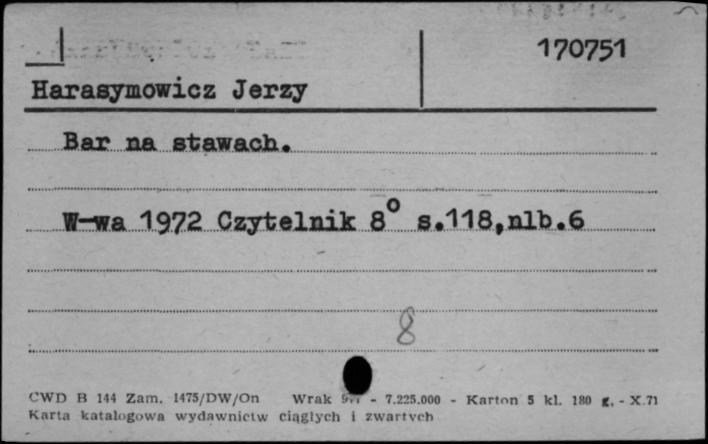 170751
Harasymowicz Jerzy
Bar na stawach.
W-wa 1972 Czytelnik 8° s.118,nlb.6
8
CWD B 144 Zam. 1475/DW/On Wrak - 7.225.000 - Karton 5 kl. 180 g. - X.71
Karta katalogowa wydawnictw ciągłych i zwartych